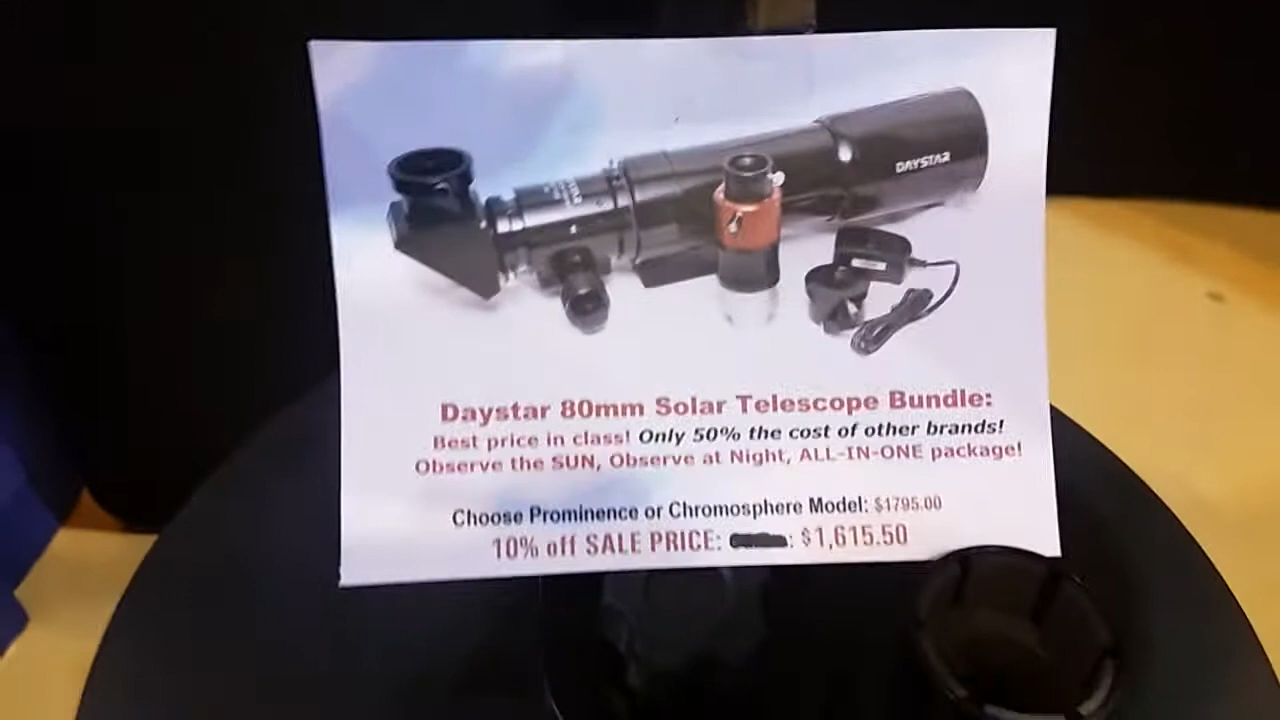 DAYSTAR
Daystar 80mm Solar Telescope Bundle:
Best price in class! Only 50% the cost of other brands!
Observe the SUN, Observe at Night, ALL-IN-ONE package!
Choose Prominence or Chromosphere Model: $1795.00
10% off SALE PRICE: : $1,615.50